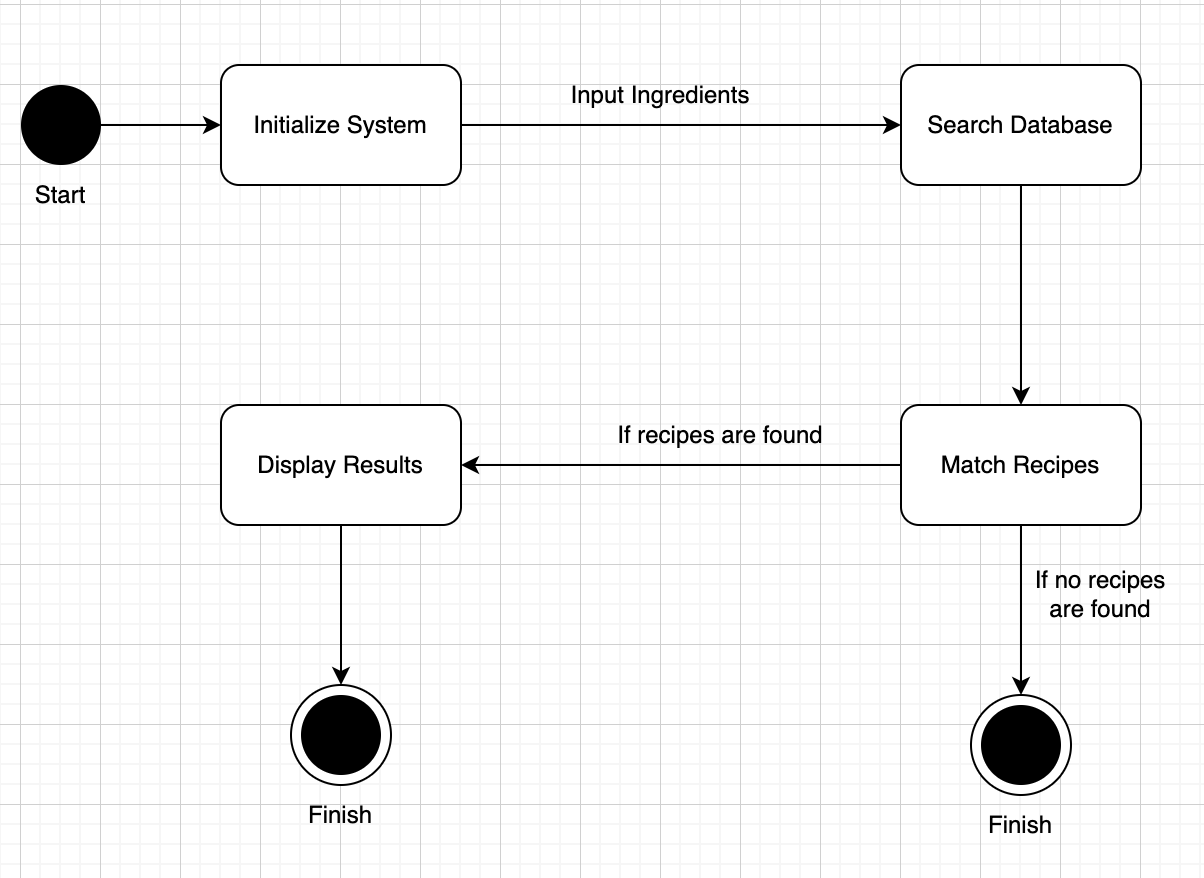 Input Ingredients
Initialize System
Search Database
Start
If recipes are found
Display Results
Match Recipes
If no recipes
are found
Finish
Finish